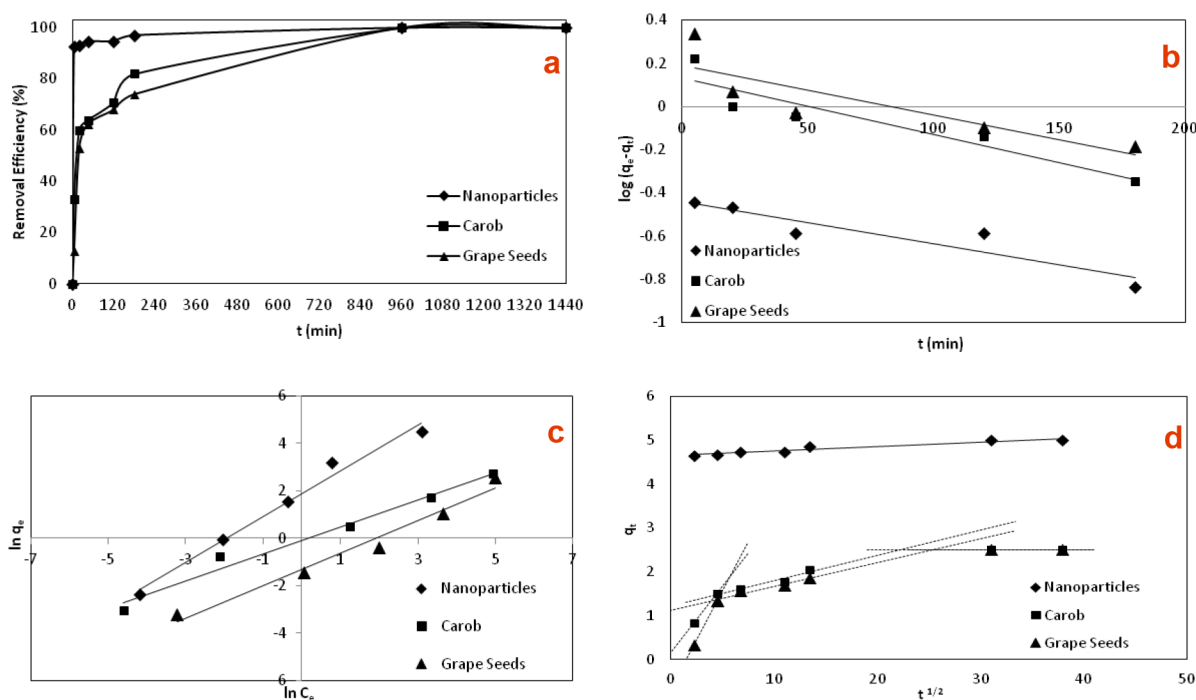 a
Removal Efficiency (%)
100
80
60
40
20
0
Nanoparticles
Carob
Grape Seeds
0 120 240 360 480 600 720 840 960 1080 1200 1320 1440
t (min)
b
log (qe-qt)
0.4
0.2
0
-0.2
-0.4
-0.6
-0.8
-1
0 50 100 150 200
Nanoparticles
Carob
Grape Seeds
t (min)
c
ln qe
6
4
2
0
-2
-4
6
-7 -5 -3 -1 1 3 5 7
Nanoparticles
Carob
Grape Seeds
ln Ce
d
qt
6
5
4
3
2
1
0
Nanoparticles
Carob
Grape Seeds
0 10 20 30 40 50
t 1/2